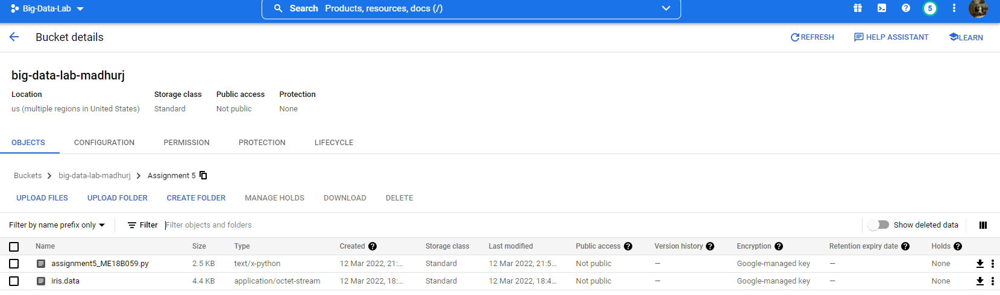 Big-Data-Lab
Search Products, resources, docs (/)
5
Bucket details
REFRESH
HELP ASSISTANT
LEARN
big-data-lab-madhurj
Location Storage class Public access Protection
us (multiple regions in United States) Standard Not public None
OBJECTS CONFIGURATION PERMISSION PROTECTION LIFECYCLE
Buckets > big-data-lab-madhurj > Assignment 5
UPLOAD FILES UPLOAD FOLDER CREATE FOLDER MANAGE HOLDS DOWNLOAD DELETE
Filter by name prefix only Filter Filter objects and folders Show deleted data
Name Size Type Created Storage class Last modified Public access Version history Encryption Retention expiry date Holds
assignment5_ME18B059.py 2.5 KB text/x-python 12 Mar 2022, 21:... Standard 12 Mar 2022, 21:5... Not public — Google-managed key — None
iris.data 4.4 KB application/octet-stream 12 Mar 2022, 18:... Standard 12 Mar 2022, 18:4... Not public — Google-managed key — None